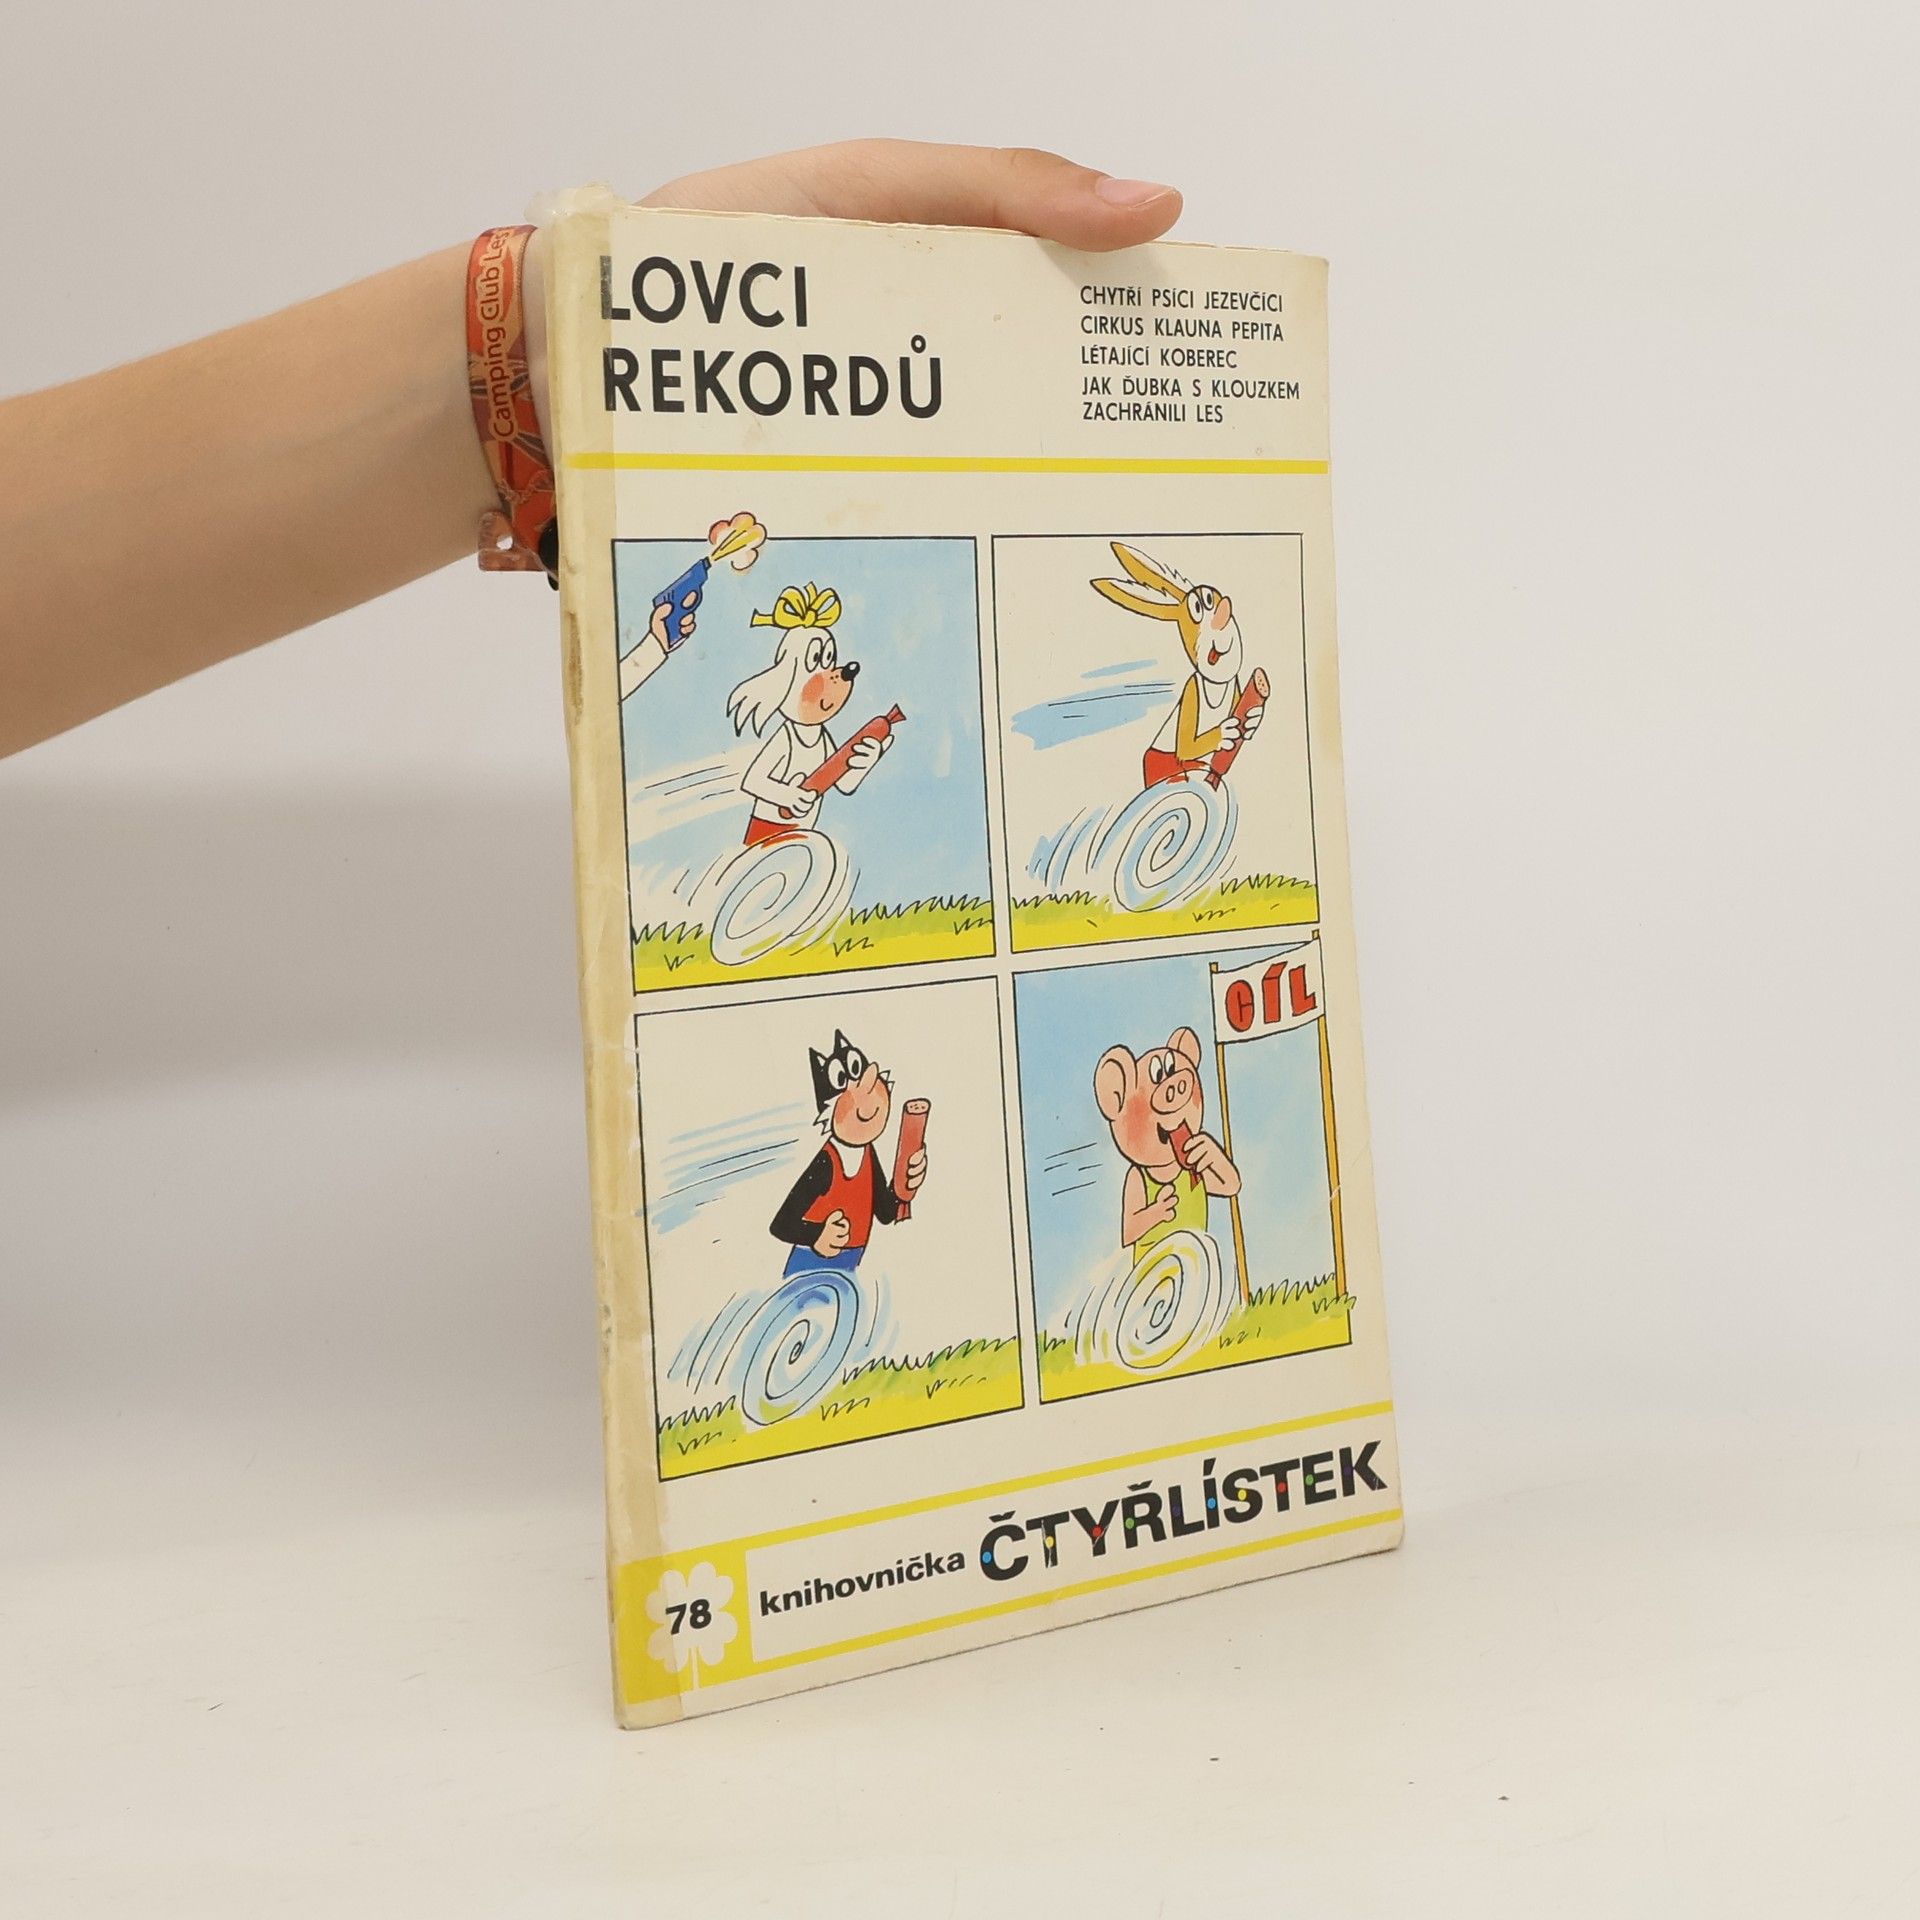 LOVCI
REKORDŮ
CHYTŘÍ PSÍCI JEZEVČÍCI
CIRKUS KLAUNA PEPITA
LÉTAJÍCÍ KOBEREC
JAK ĎUBKA S KLOUZKEM
ZACHRÁNILI LES
Camping Club Les
CÍL
78
knihovnička ČTYŘLÍSTEK